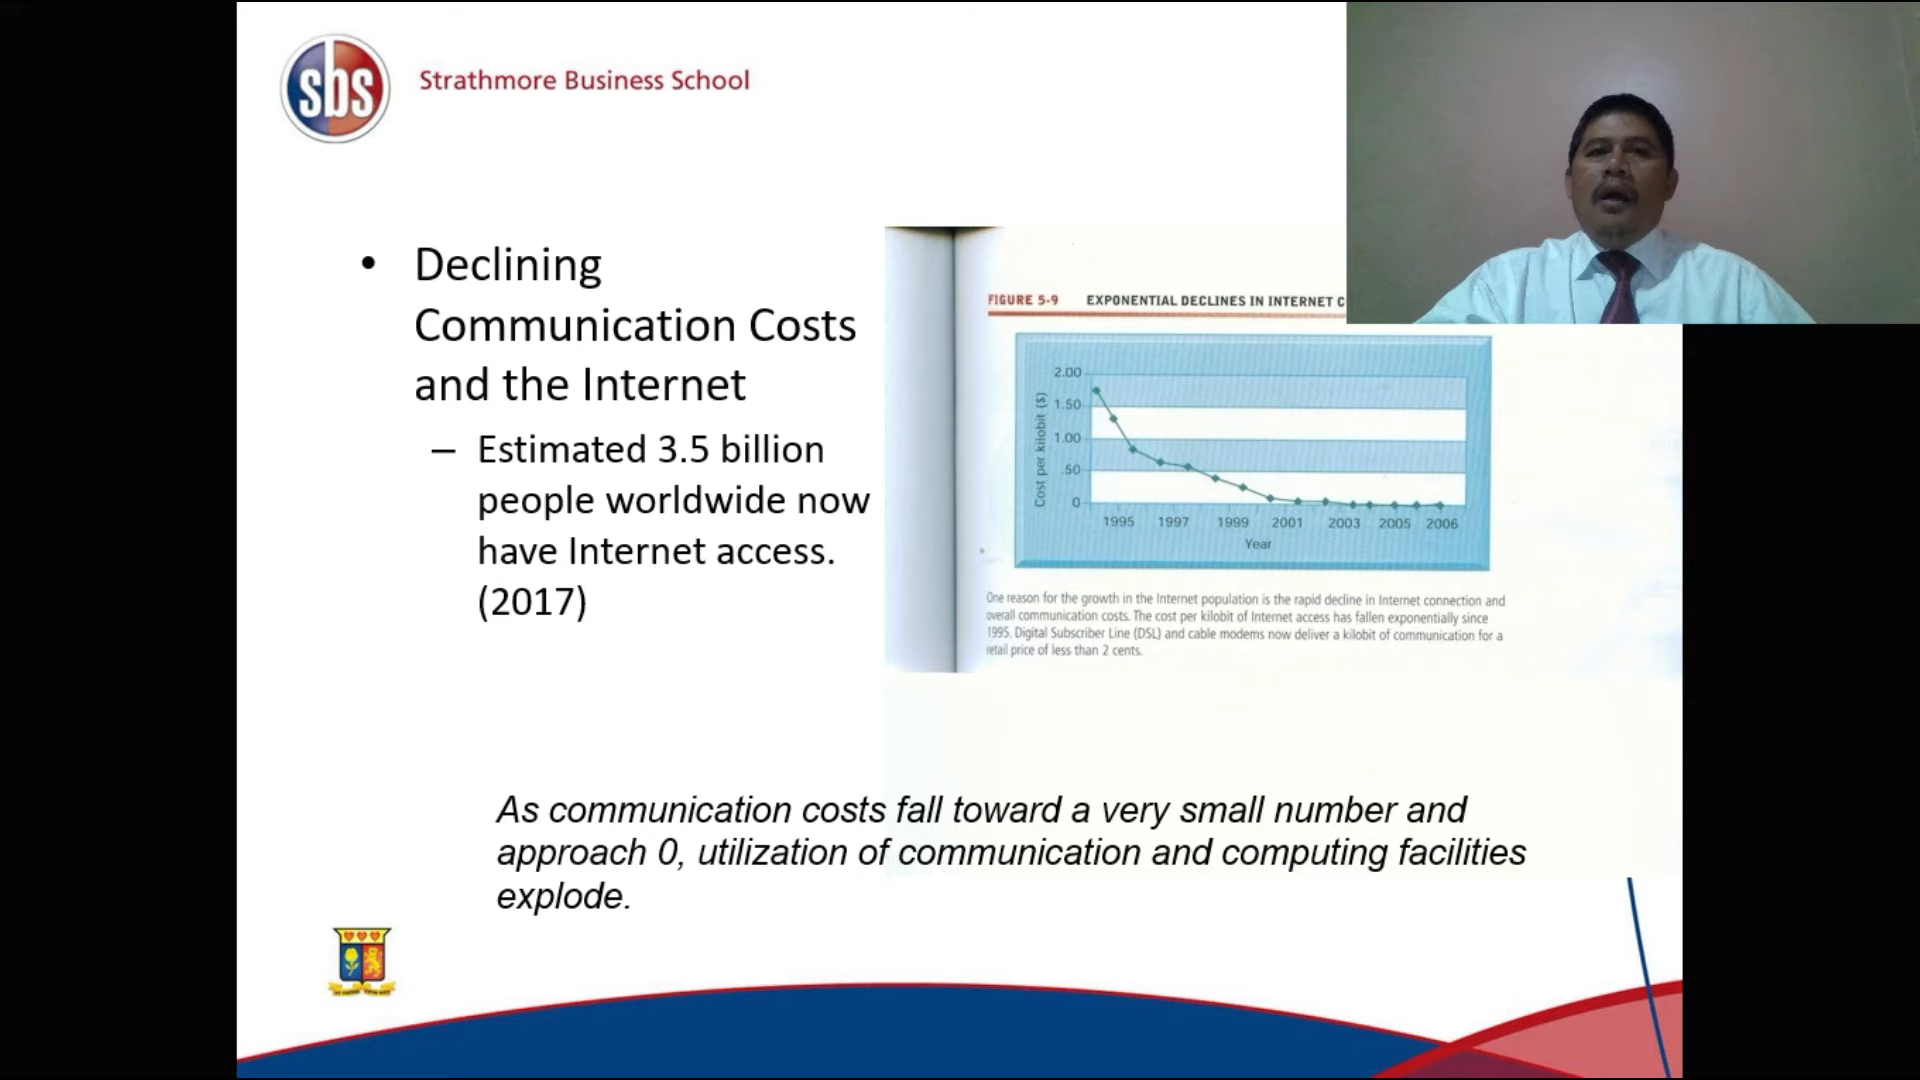 sbs
Strathmore Business School
• Declining
Communication Costs
and the Internet
– Estimated 3.5 billion
people worldwide now
have Internet access.
(2017)
FIGURE 5-9 EXPONENTIAL DECLINES IN INTERNET C
Cost per kilobit ($)
2.00
1.50
1.00
.50
0
1995 1997 1999 2001 2003 2005 2006
Year
One reason for the growth in the Internet population is the rapid decline in Internet connection and
overall communication costs. The cost per kilobit of Internet access has fallen exponentially since
1995. Digital Subscriber Line (DSL) and cable modems now deliver a kilobit of communication for a
retail price of less than 2 cents.
As communication costs fall toward a very small number and
approach 0, utilization of communication and computing facilities
explode.